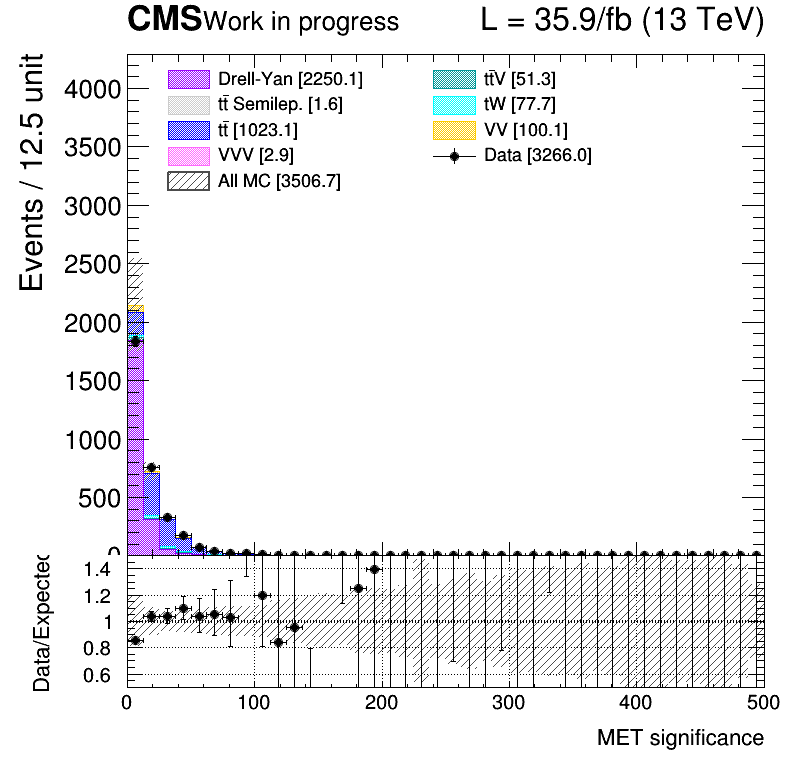 CMS Work in progress L = 35.9/fb (13 TeV)
Events / 12.5 unit
4000
3500
3000
2500
2000
1500
1000
500
0
Drell-Yan [2250.1]
tt̄ Semilep. [1.6]
tt̄ [1023.1]
VVV [2.9]
All MC [3506.7]
tt̄V [51.3]
tW [77.7]
VV [100.1]
Data [3266.0]
Data/Expected
1.4
1.2
1
0.8
0.6
0 100 200 300 400 500
MET significance